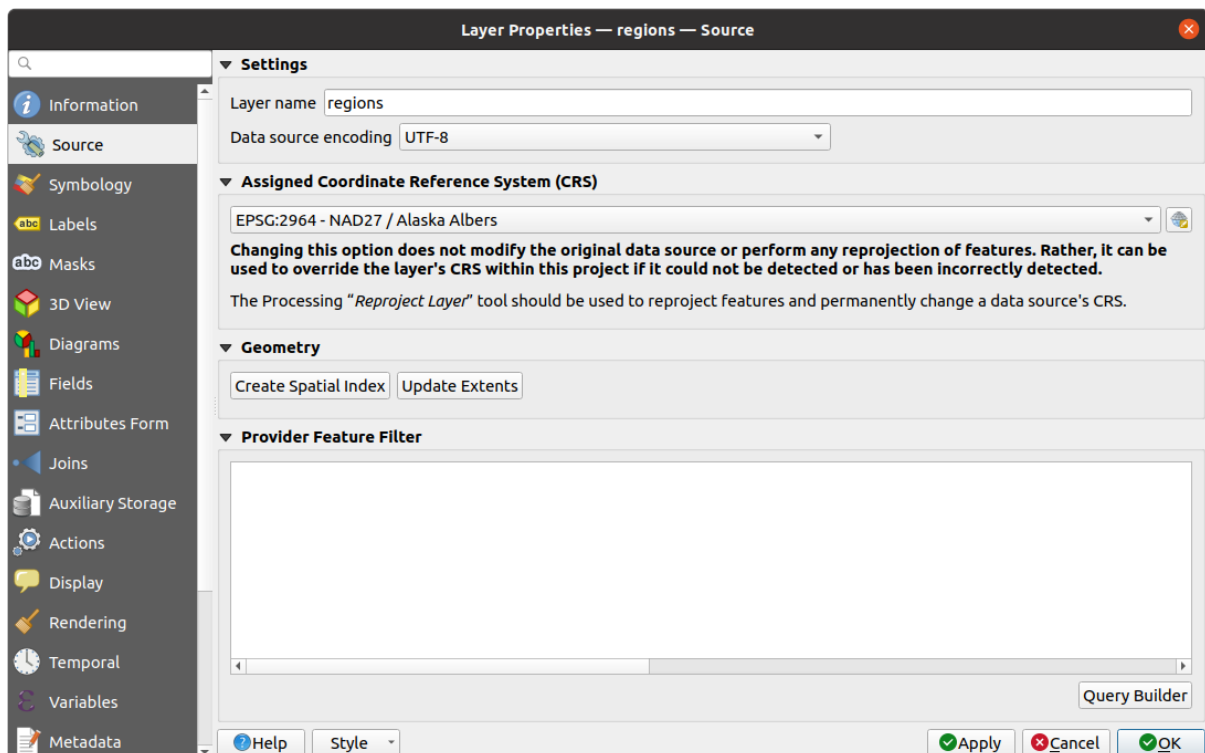 Layer Properties — regions — Source
Information
Source
Symbology
abc Labels
abc Masks
3D View
Diagrams
Fields
Attributes Form
Joins
Auxiliary Storage
Actions
Display
Rendering
Temporal
Variables
Metadata
Settings
Layer name regions
Data source encoding UTF-8
Assigned Coordinate Reference System (CRS)
EPSG:2964 - NAD27 / Alaska Albers
Changing this option does not modify the original data source or perform any reprojection of features. Rather, it can be
used to override the layer's CRS within this project if it could not be detected or has been incorrectly detected.
The Processing “Reproject Layer” tool should be used to reproject features and permanently change a data source's CRS.
Geometry
Create Spatial Index Update Extents
Provider Feature Filter
Query Builder
Help Style Apply Cancel OK